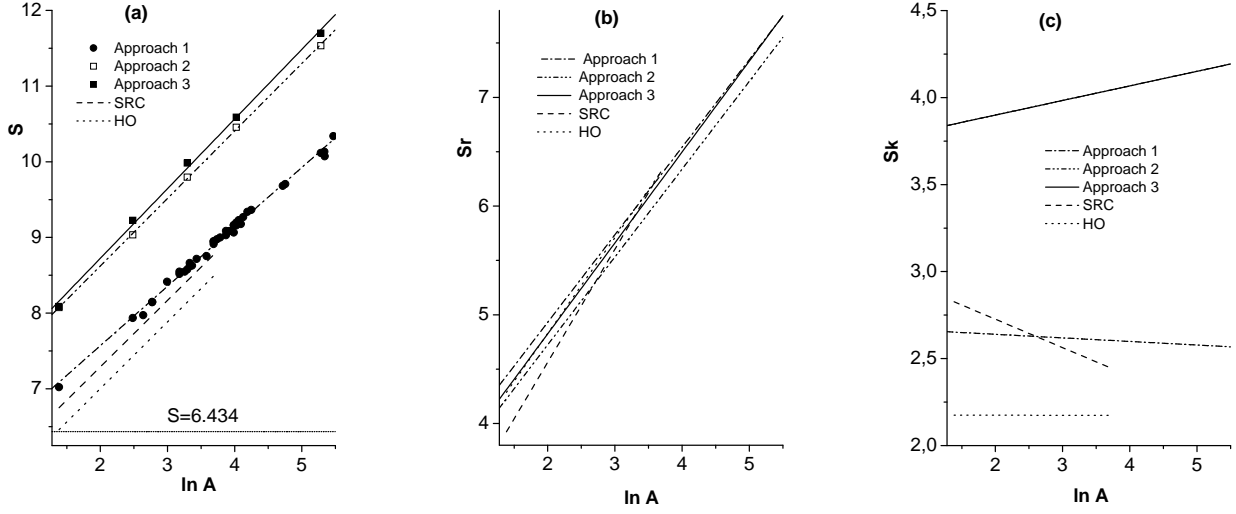 (a)
12
11
10
9
8
7
S
Approach 1
Approach 2
Approach 3
SRC
HO
S=6.434
2 3 4 5
ln A
(b)
7
6
5
4
Sr
Approach 1
Approach 2
Approach 3
SRC
HO
2 3 4 5
ln A
(c)
4,5
4,0
3,5
3,0
2,5
2,0
Sk
Approach 1
Approach 2
Approach 3
SRC
HO
2 3 4 5
ln A